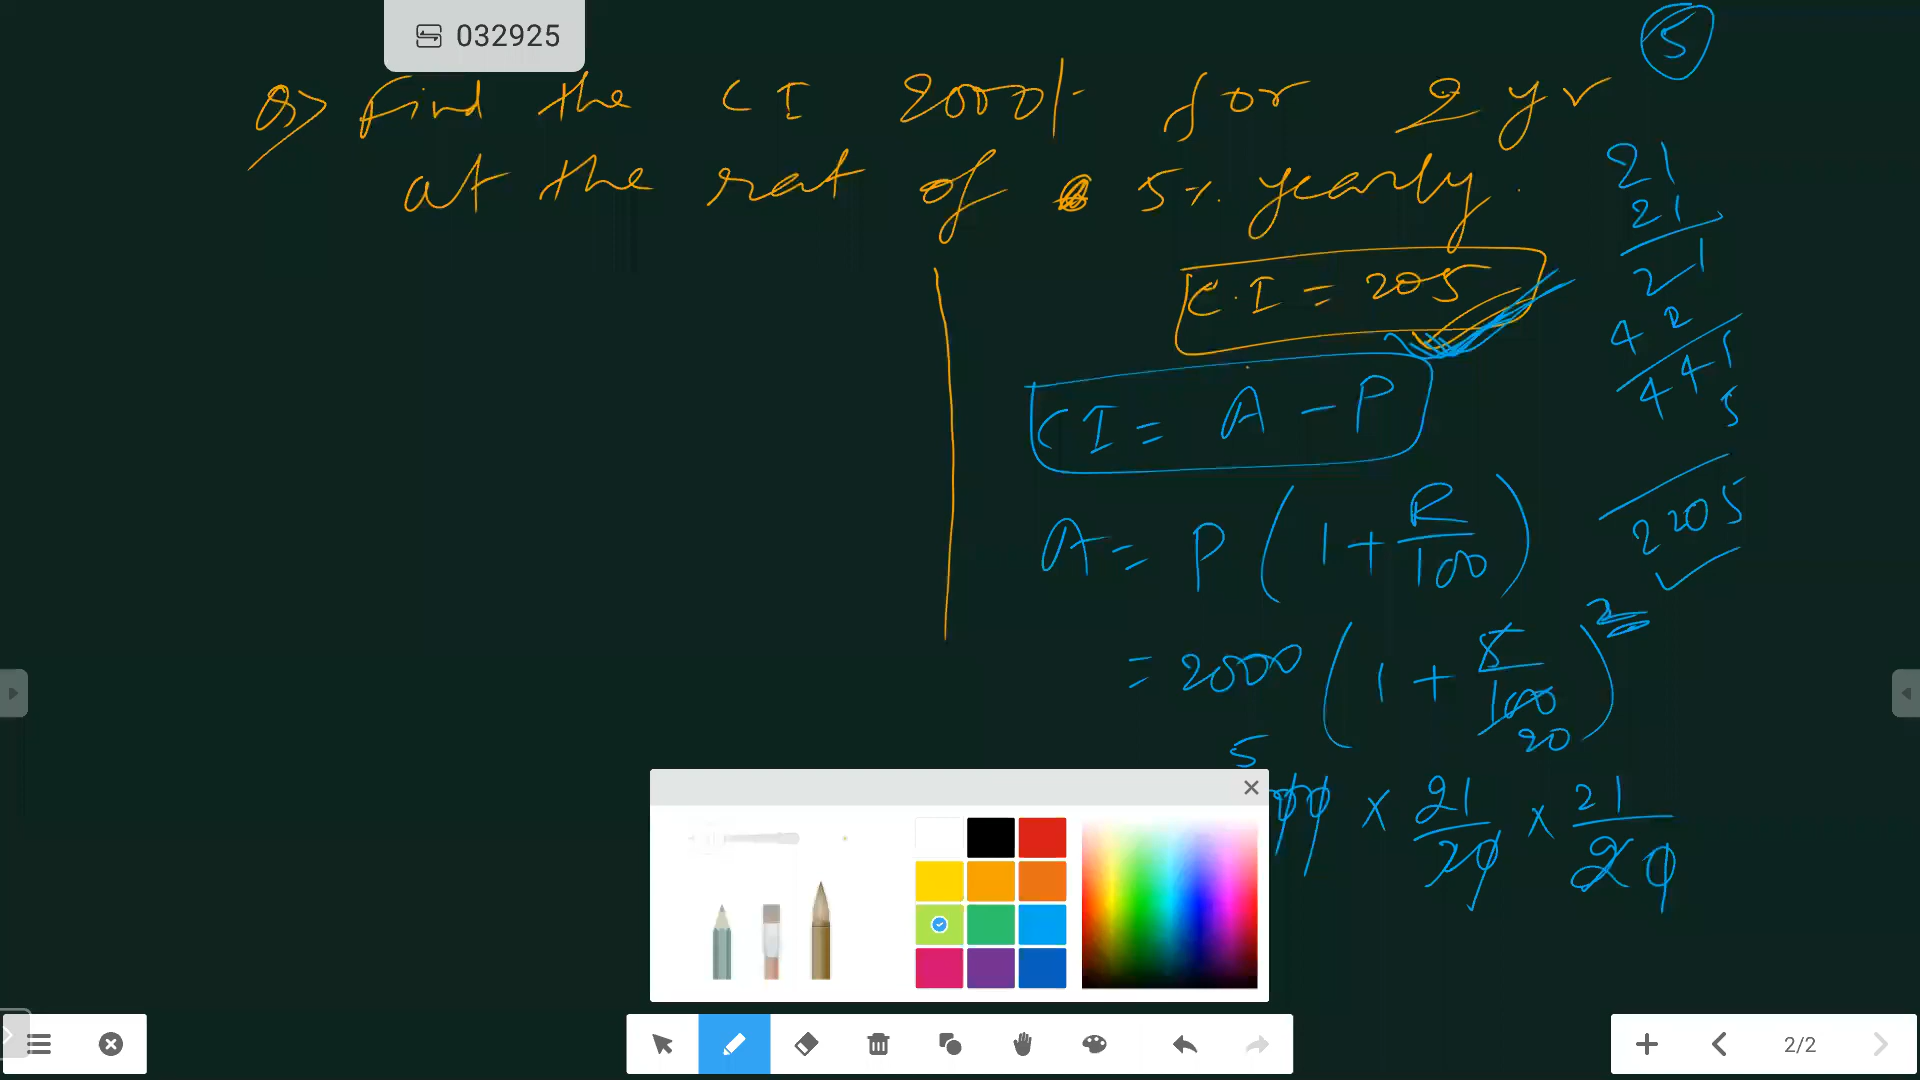 032925
5
Q> Find the CI 2000/- for 2 yr
at the rat of 5% yearly.
C.I = 205
CI = A - P
A = P ( 1 + R/100 )
= 2000 ( 1 + 5/100 )2
20
5
00 × 21/20 × 21/20
21
21
21
42
441
5
2205
2/2